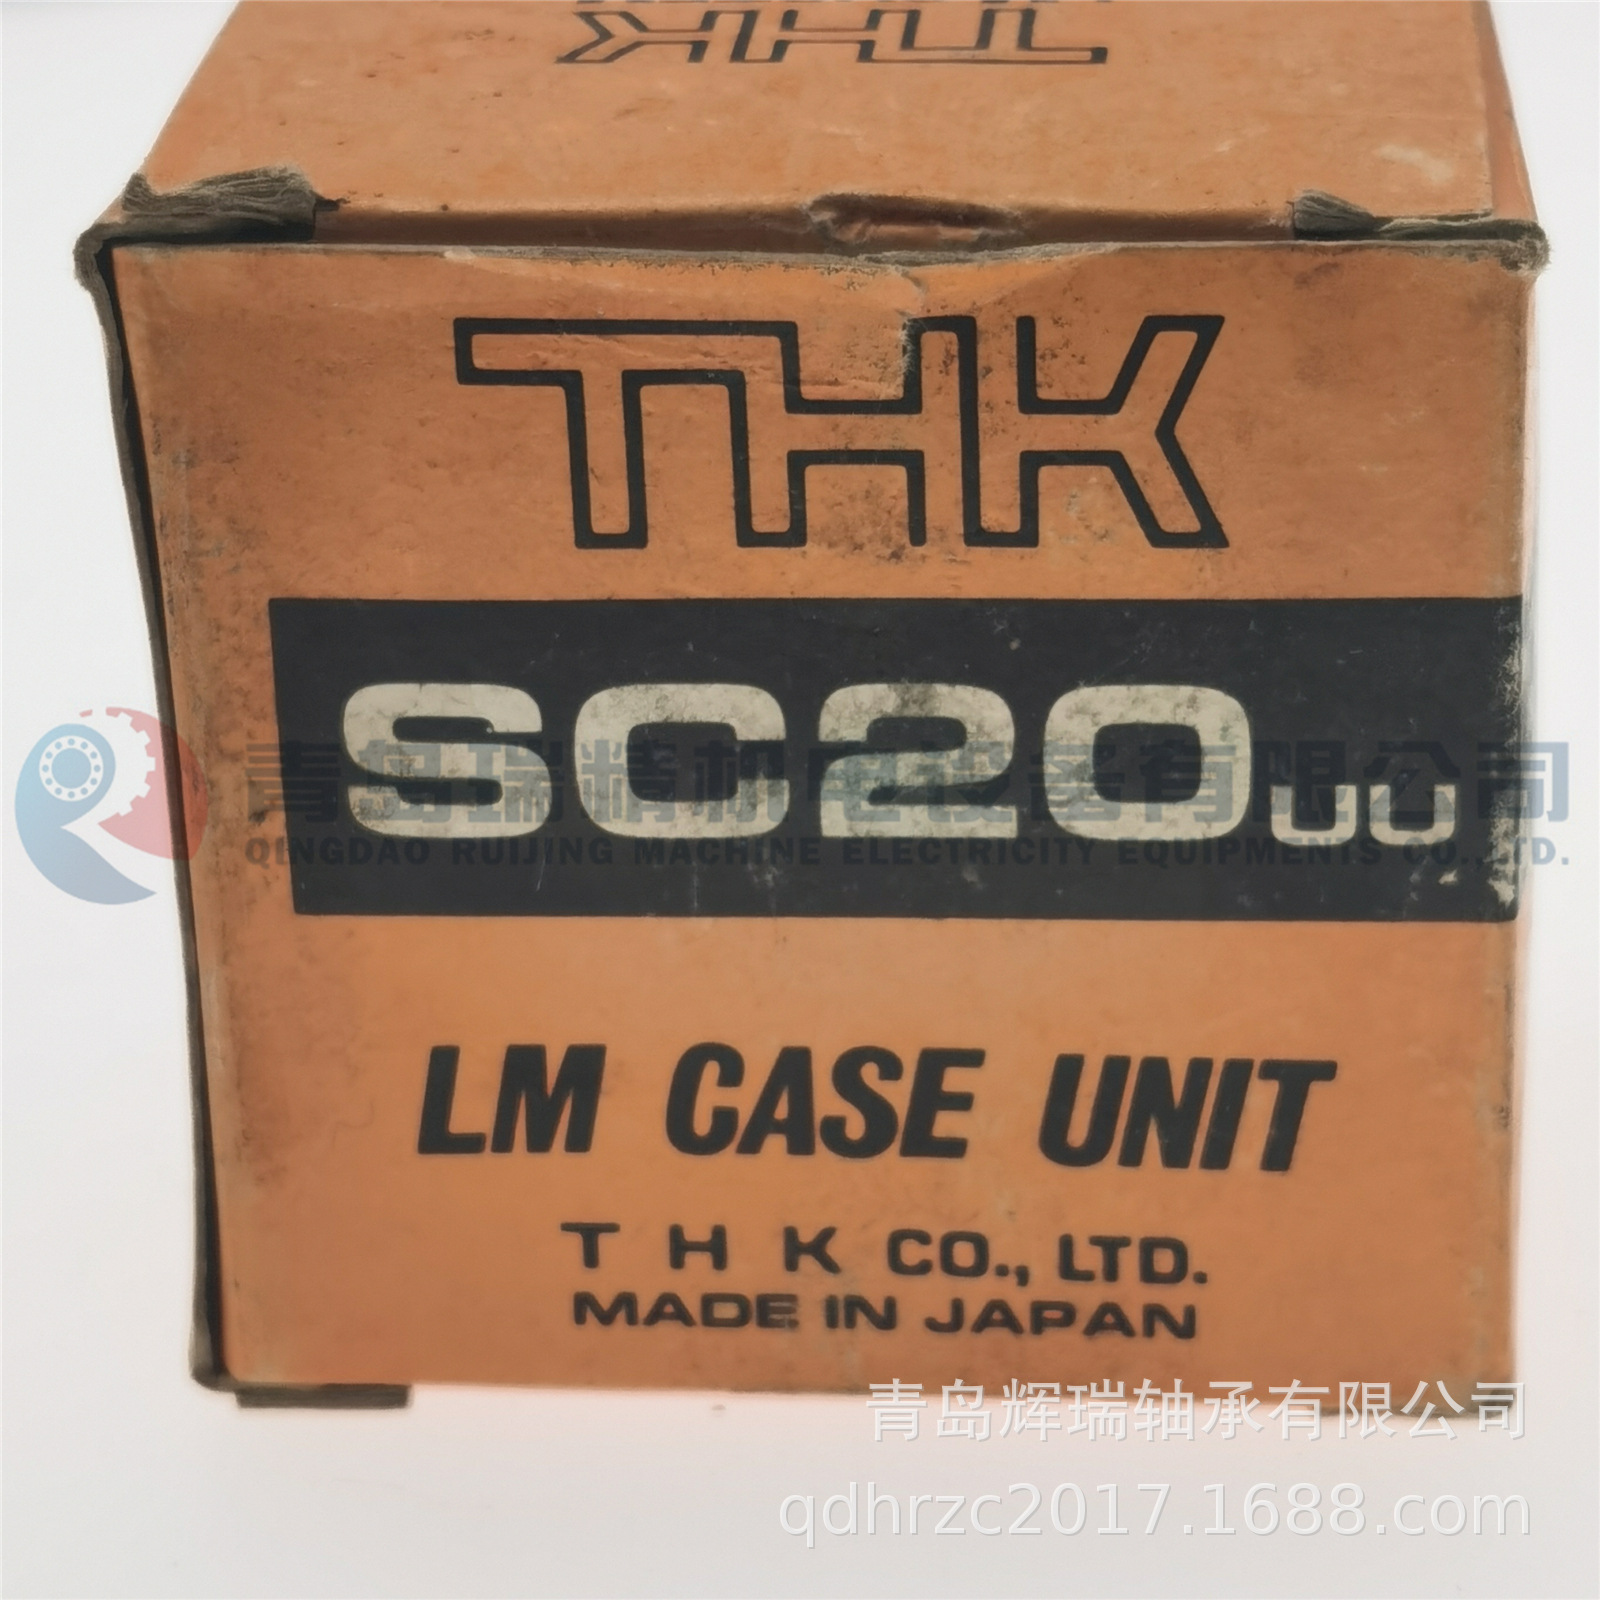 THK
THK
SC20UU
青岛瑞精机电设备有限公司
QINGDAO RUIJING MACHINE ELECTRICITY EQUIPMENTS CO.,LTD.
LM CASE UNIT
T H K CO., LTD.
MADE IN JAPAN
青岛辉瑞轴承有限公司
qdhrzc2017.1688.com